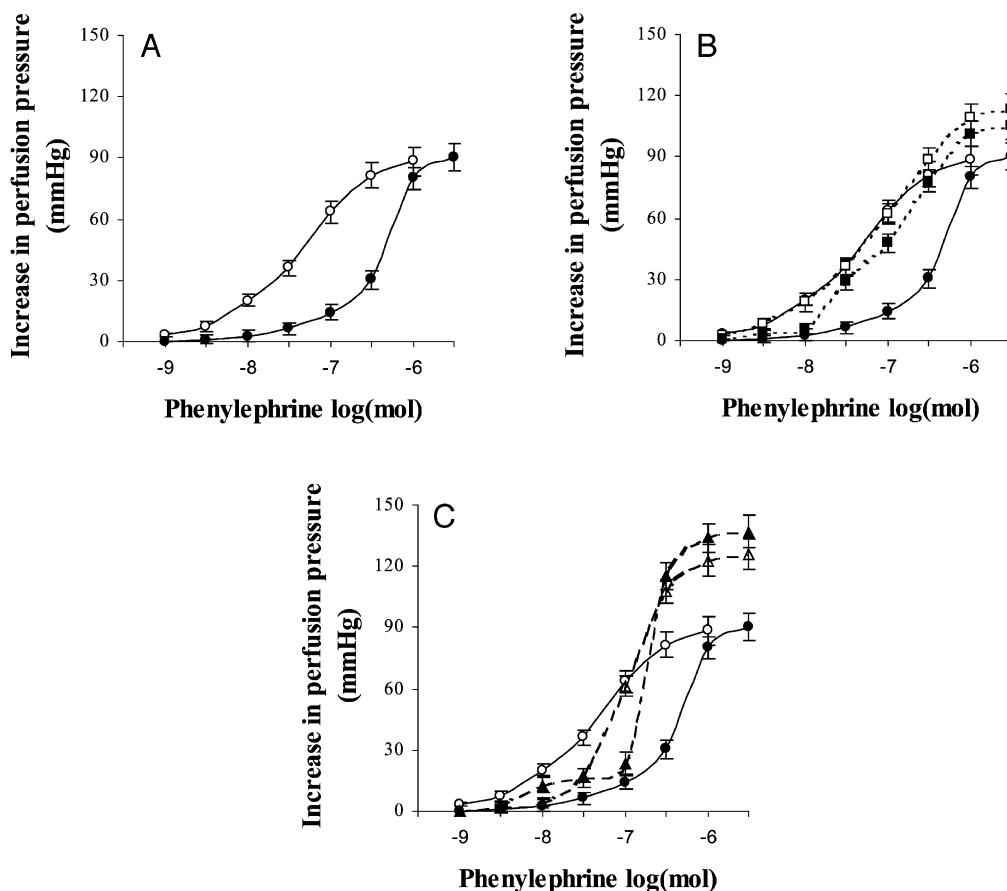 A
Increase in perfusion pressure
(mmHg)
150
120
90
60
30
0
-9
-8
-7
-6
Phenylephrine log(mol)
B
Increase in perfusion pressure
(mmHg)
150
120
90
60
30
0
-9
-8
-7
-6
Phenylephrine log(mol)
C
Increase in perfusion pressure
(mmHg)
150
120
90
60
30
0
-9
-8
-7
-6
Phenylephrine log(mol)